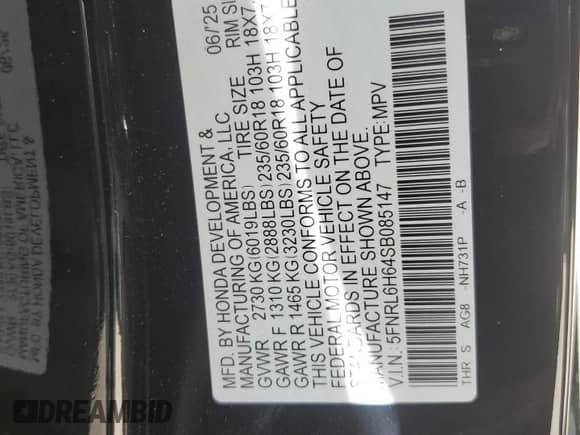 MFD. BY HONDA DEVELOPMENT & 06/25
MANUFACTURING OF AMERICA, LLC
TIRE SIZE RIM SI
GVWR 2730 KG(6019LBS)
GAWR F 1310 KG(2888LBS)235/60R18 103H 18X7
GAWR R 1465 KG(3230LBS)235/60R18 103H 18X7
THIS VEHICLE CONFORMS TO ALL APPLICABLE
FEDERAL MOTOR VEHICLE SAFETY
STANDARDS IN EFFECT ON THE DATE OF
MANUFACTURE SHOWN ABOVE.
V.I.N.: 5FNRL6H64SB085147 TYPE:MPV
THR S AG8 -NH731P -A -B
DREAMBID